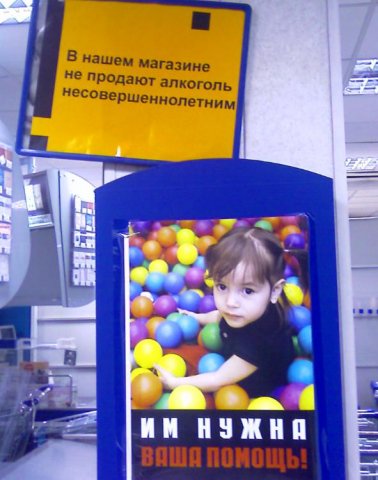 В нашем магазине
не продают алкоголь
несовершеннолетним
ИМ НУЖНА
ВАША ПОМОЩЬ!